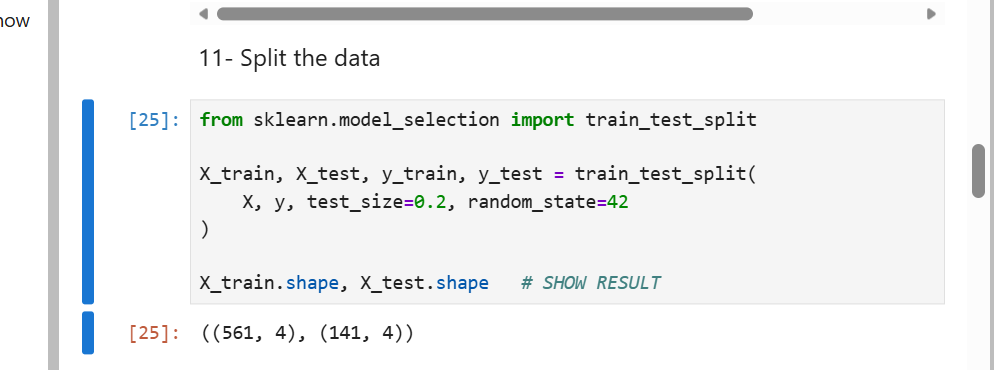 now
11- Split the data
[25]: from sklearn.model_selection import train_test_split
X_train, X_test, y_train, y_test = train_test_split(
    X, y, test_size=0.2, random_state=42
)
X_train.shape, X_test.shape   # SHOW RESULT
[25]: ((561, 4), (141, 4))